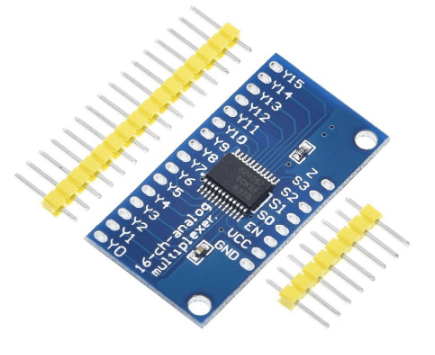 Y15
Y14
Y13
Y12
Y11
Y10
Y9
Y8
Y7
Y6
Y5
Y4
Y3
Y2
Y1
Y0
Z
S3
S2
S1
S0
EN
VCC
GND
16-ch-analog
multiplexer